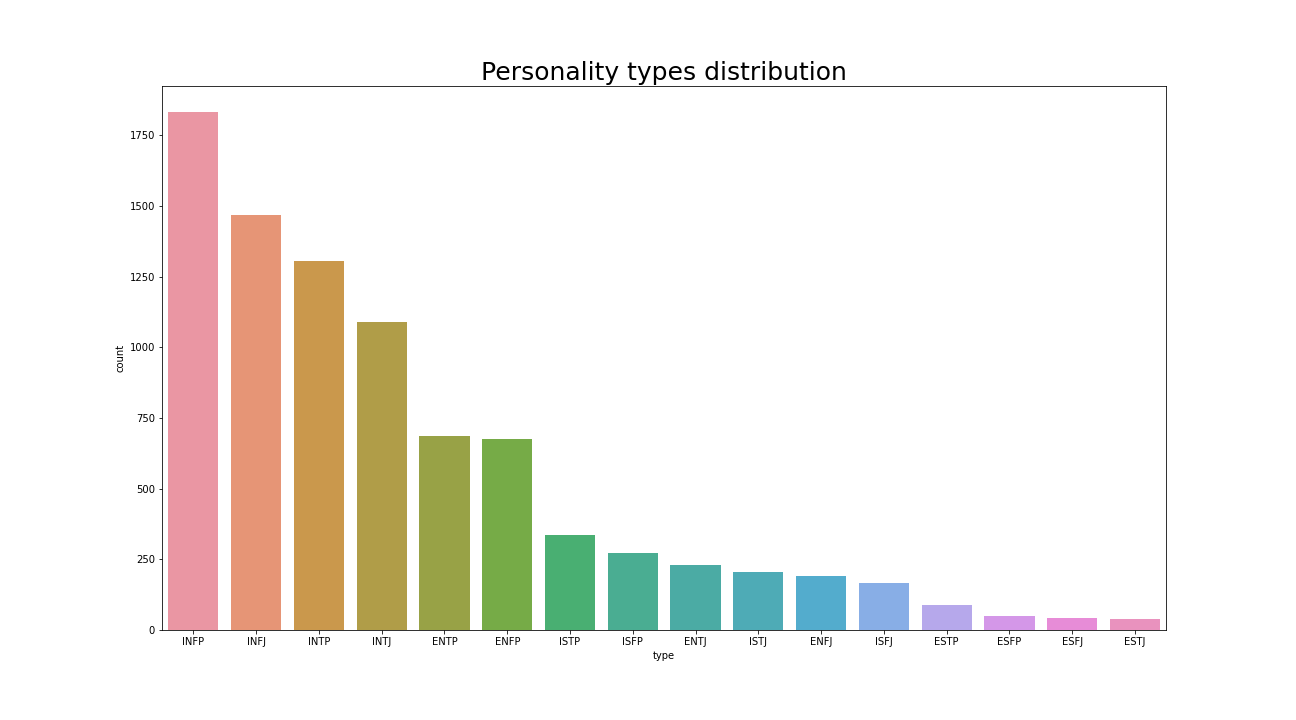 Personality types distribution
1750
1500
1250
1000
750
500
250
0
count
INFP INFJ INTP INTJ ENTP ENFP ISTP ISFP ENTJ ISTJ ENFJ ISFJ ESTP ESFP ESFJ ESTJ
type